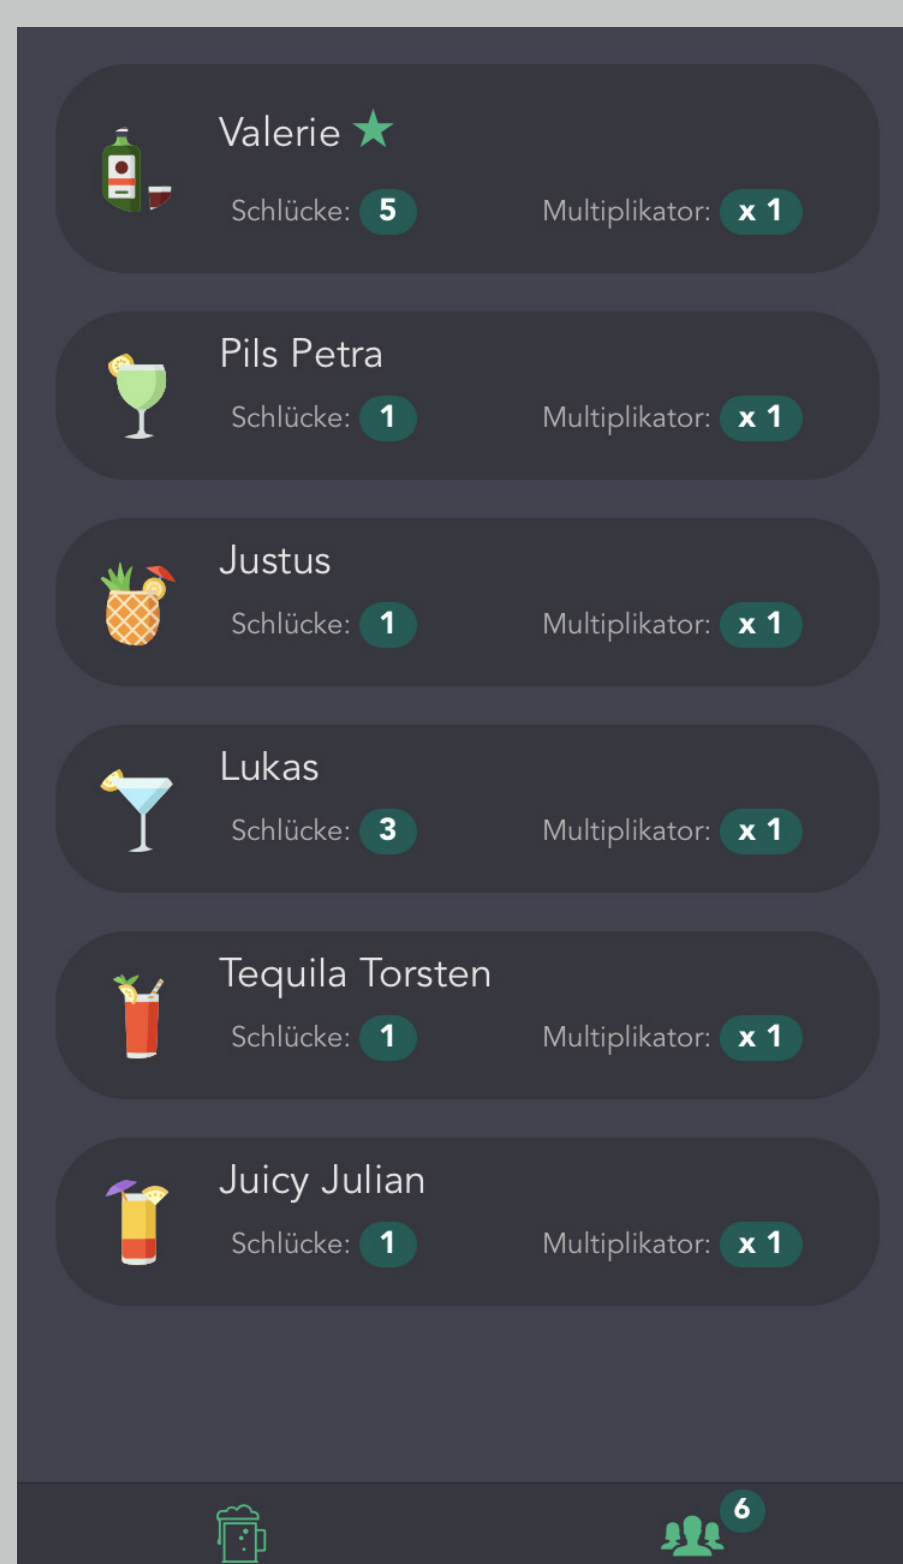 Valerie
Schlücke: 5 Multiplikator: x 1
Pils Petra
Schlücke: 1 Multiplikator: x 1
Justus
Schlücke: 1 Multiplikator: x 1
Lukas
Schlücke: 3 Multiplikator: x 1
Tequila Torsten
Schlücke: 1 Multiplikator: x 1
Juicy Julian
Schlücke: 1 Multiplikator: x 1
6